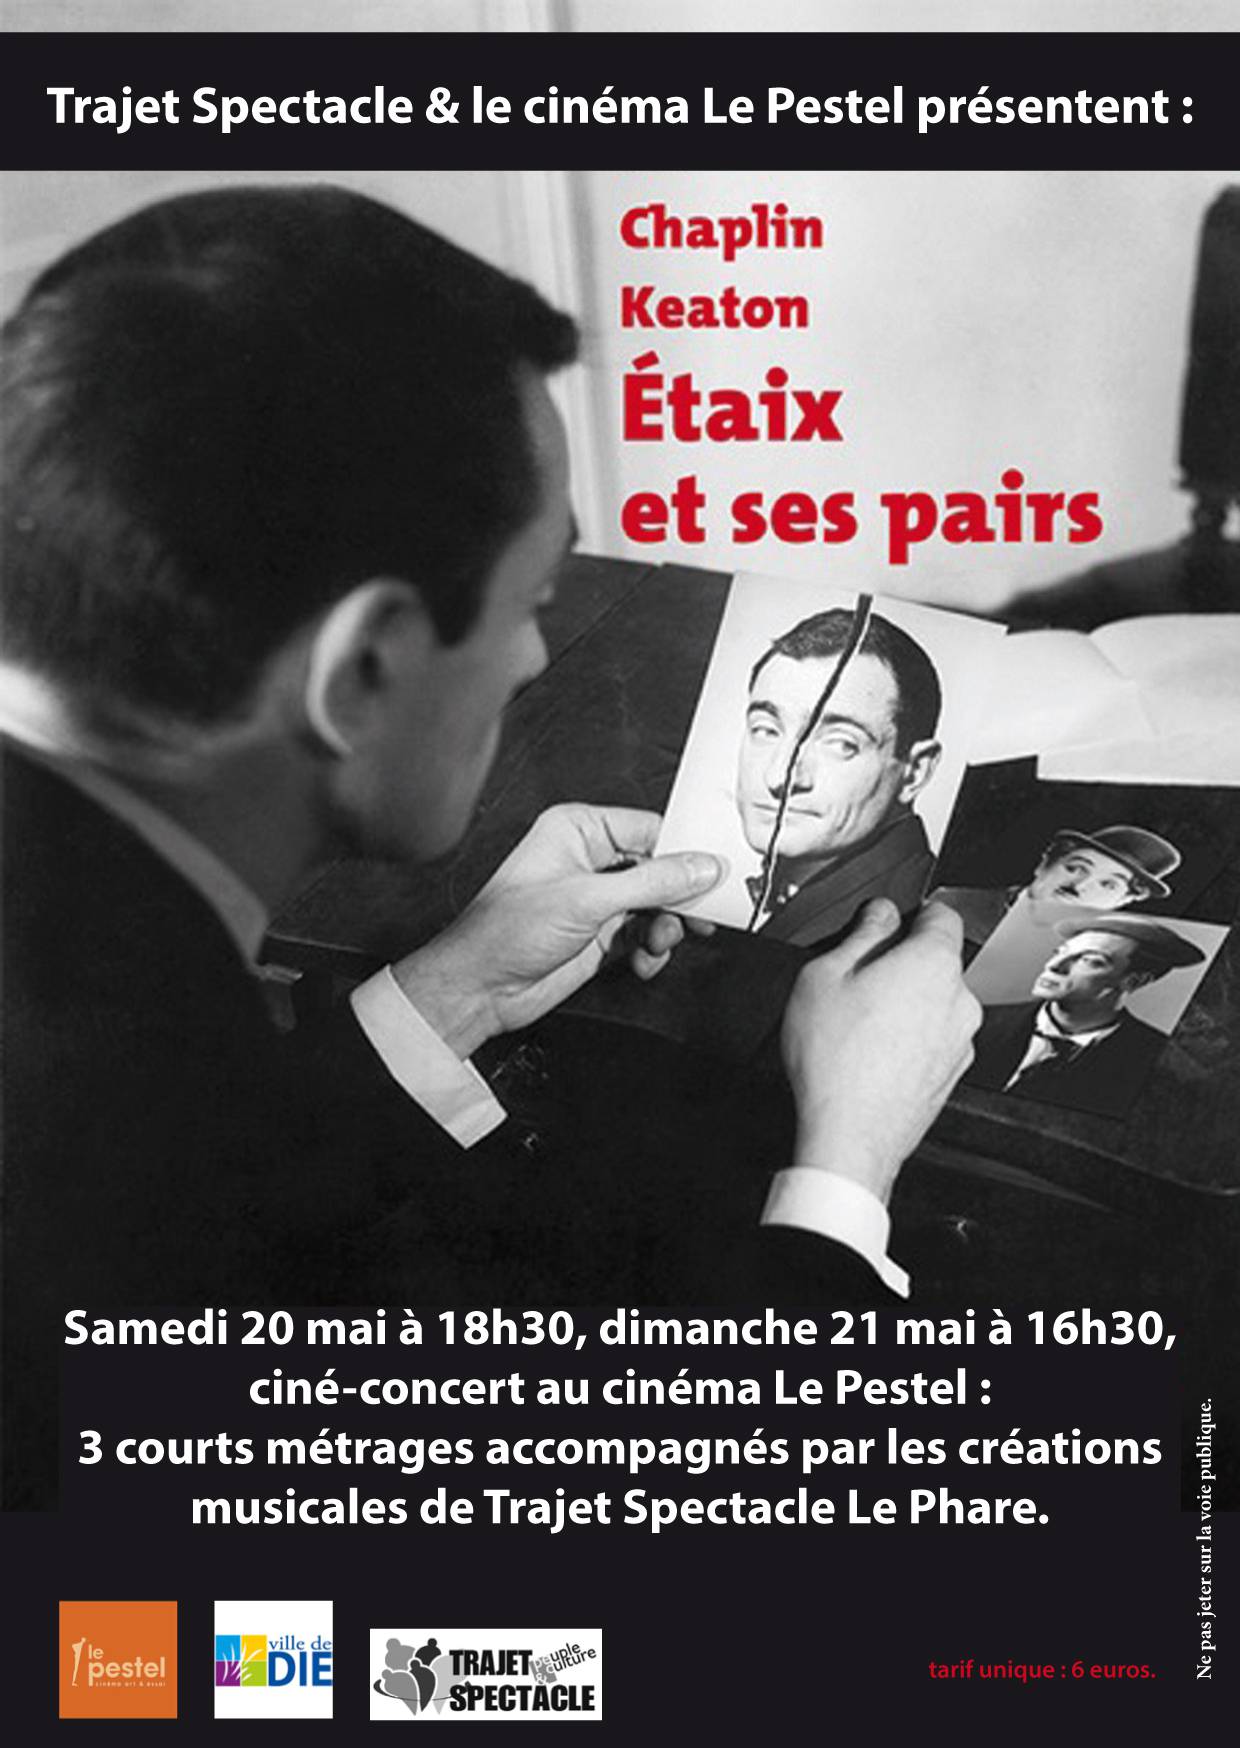 Trajet Spectacle & le cinéma Le Pestel présentent :
Chaplin
Keaton
Étaix
et ses pairs
Samedi 20 mai à 18h30, dimanche 21 mai à 16h30,
ciné-concert au cinéma Le Pestel :
3 courts métrages accompagnés par les créations
musicales de Trajet Spectacle Le Phare.
Ne pas jeter sur la voie publique.
le
pestel
cinéma art & essai
ville de
DIE
TRAJET
& SPECTACLE
peuple
& culture
tarif unique : 6 euros.